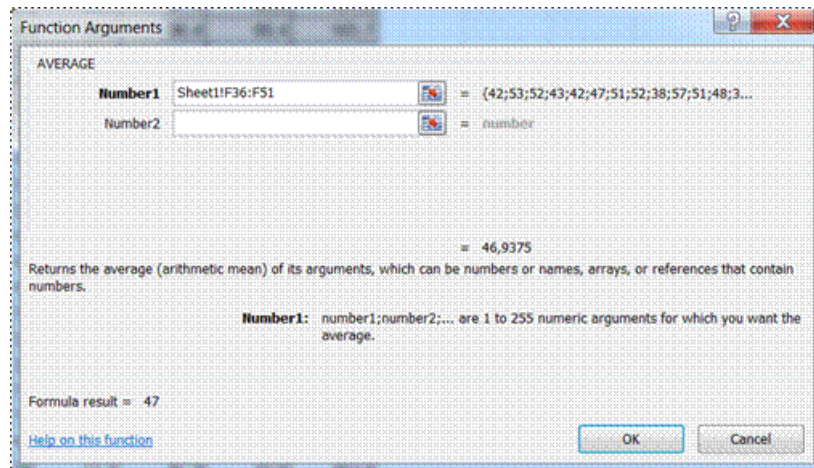 Function Arguments
AVERAGE
Number1 Sheet1!F36:F51 = {42;53;52;43;42;47;51;52;38;57;51;48;3...
Number2 = number
= 46,9375
Returns the average (arithmetic mean) of its arguments, which can be numbers or names, arrays, or references that contain
numbers.
Number1: number1;number2;... are 1 to 255 numeric arguments for which you want the
average.
Formula result = 47
Help on this function
OK Cancel